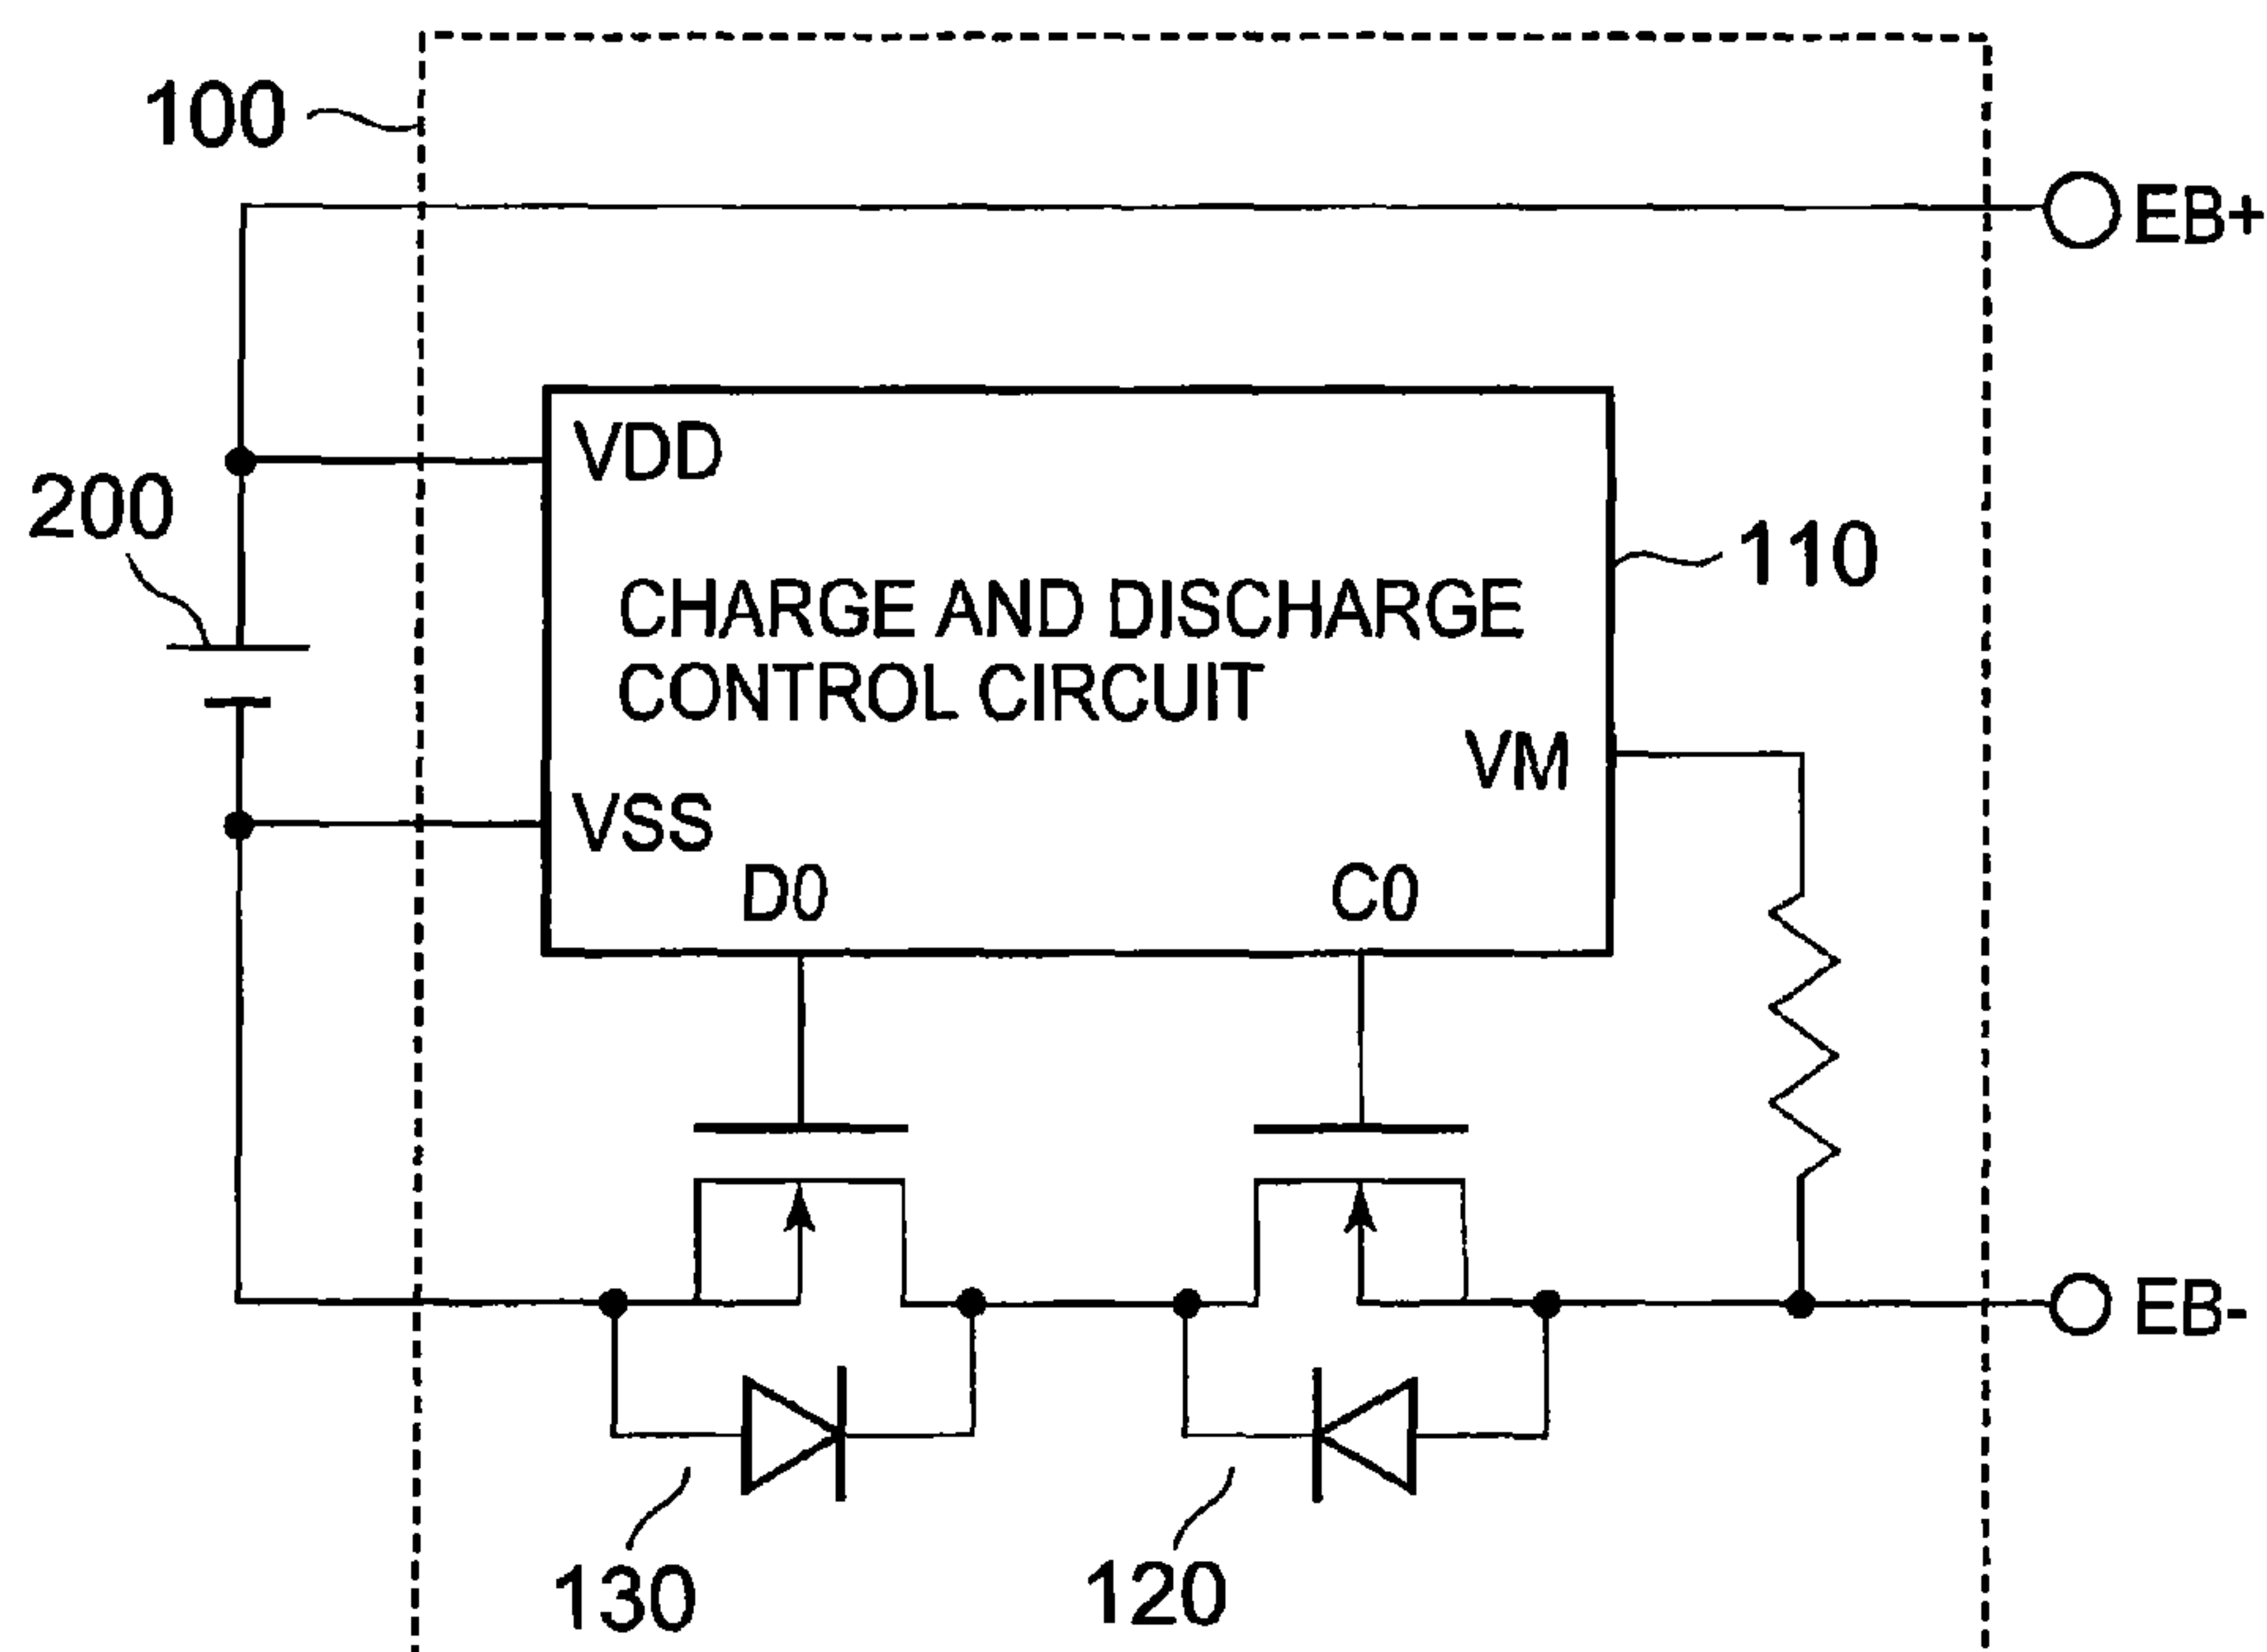 100
EB+
VDD
200
110
CHARGE AND DISCHARGE
CONTROL CIRCUIT
VM
VSS
D0
C0
EB-
130
120